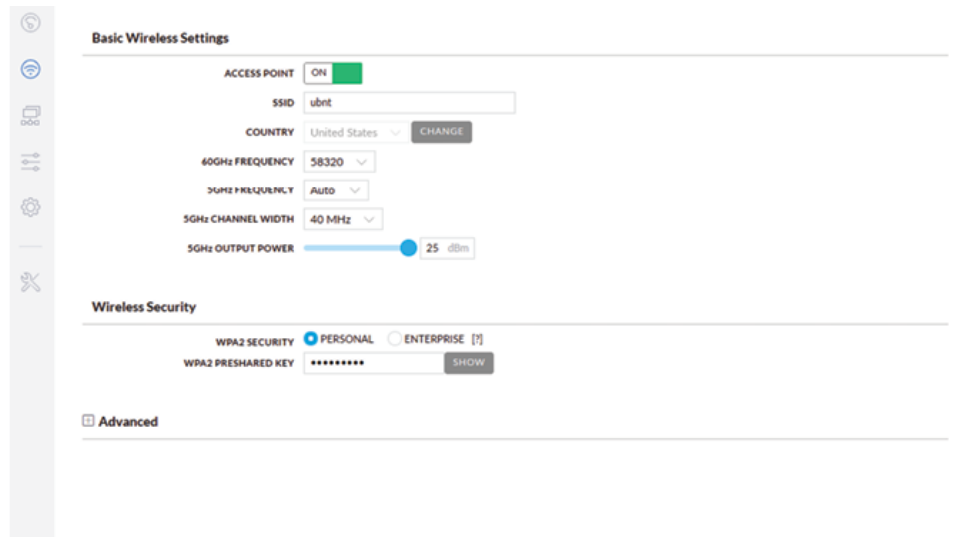 Basic Wireless Settings
ACCESS POINT ON
SSID ubnt
COUNTRY United States CHANGE
60GHz FREQUENCY 58320
5GHz FREQUENCY Auto
5GHz CHANNEL WIDTH 40 MHz
5GHz OUTPUT POWER 25 dBm
Wireless Security
WPA2 SECURITY PERSONAL ENTERPRISE [?]
WPA2 PRESHARED KEY ••••••••• SHOW
Advanced